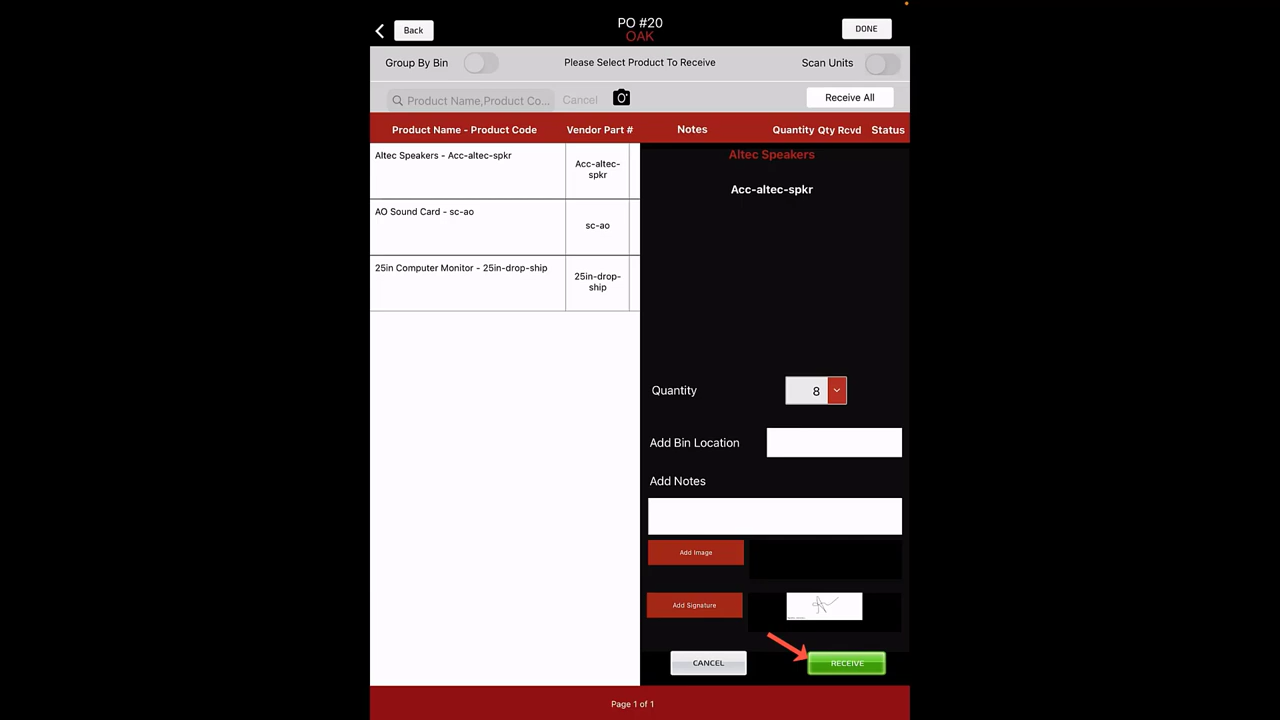 Back
PO #20
OAK
DONE
Group By Bin
Please Select Product To Receive
Scan Units
Product Name,Product Co...
Cancel
Receive All
Product Name - Product Code
Vendor Part #
Notes
Quantity
Qty Rcvd
Status
Altec Speakers - Acc-altec-spkr
Acc-altec-
spkr
AO Sound Card - sc-ao
sc-ao
25in Computer Monitor - 25in-drop-ship
25in-drop-
ship
Altec Speakers
Acc-altec-spkr
Quantity
8
Add Bin Location
Add Notes
Add Image
Add Signature
CANCEL
RECEIVE
Page 1 of 1